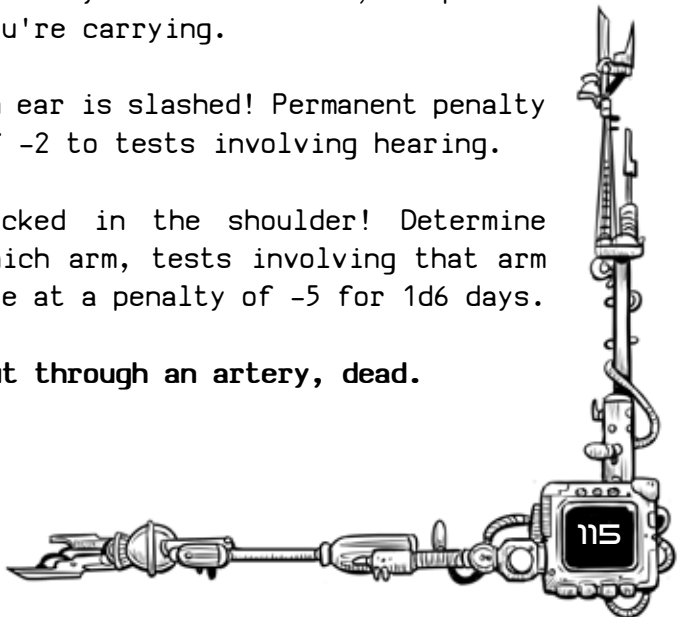 u're carrying.
ear is slashed! Permanent penalty
-2 to tests involving hearing.
cked in the shoulder! Determine
ich arm, tests involving that arm
e at a penalty of -5 for 1d6 days.
ut through an artery, dead.
115